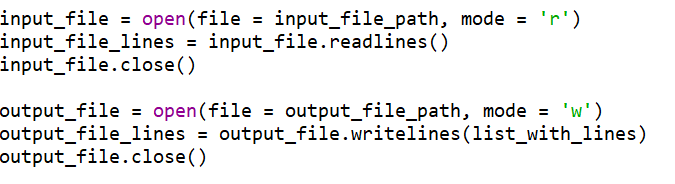 input_file = open(file = input_file_path, mode = 'r')
input_file_lines = input_file.readlines()
input_file.close()
output_file = open(file = output_file_path, mode = 'w')
output_file_lines = output_file.writelines(list_with_lines)
output_file.close()